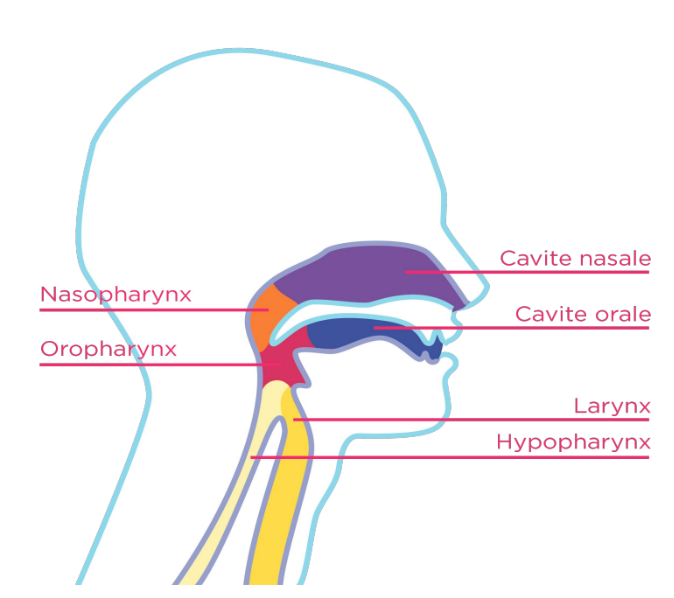 Cavite nasale
Nasopharynx
Cavite orale
Oropharynx
Larynx
Hypopharynx